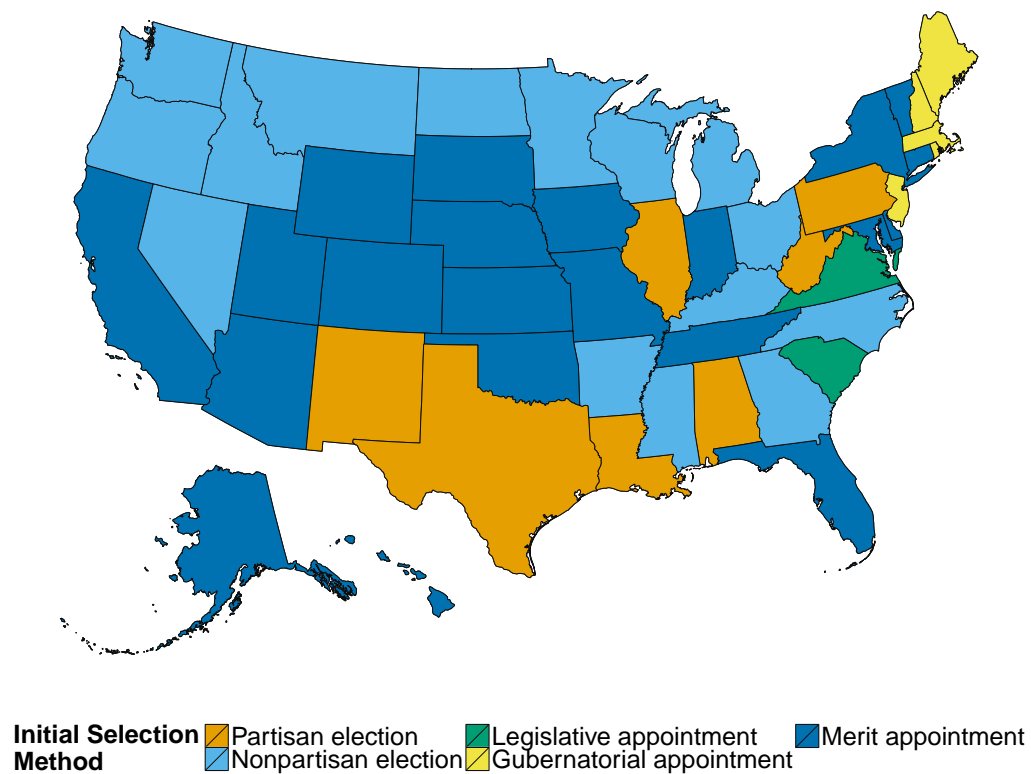 Initial Selection Method
Partisan election
Nonpartisan election
Legislative appointment
Gubernatorial appointment
Merit appointment